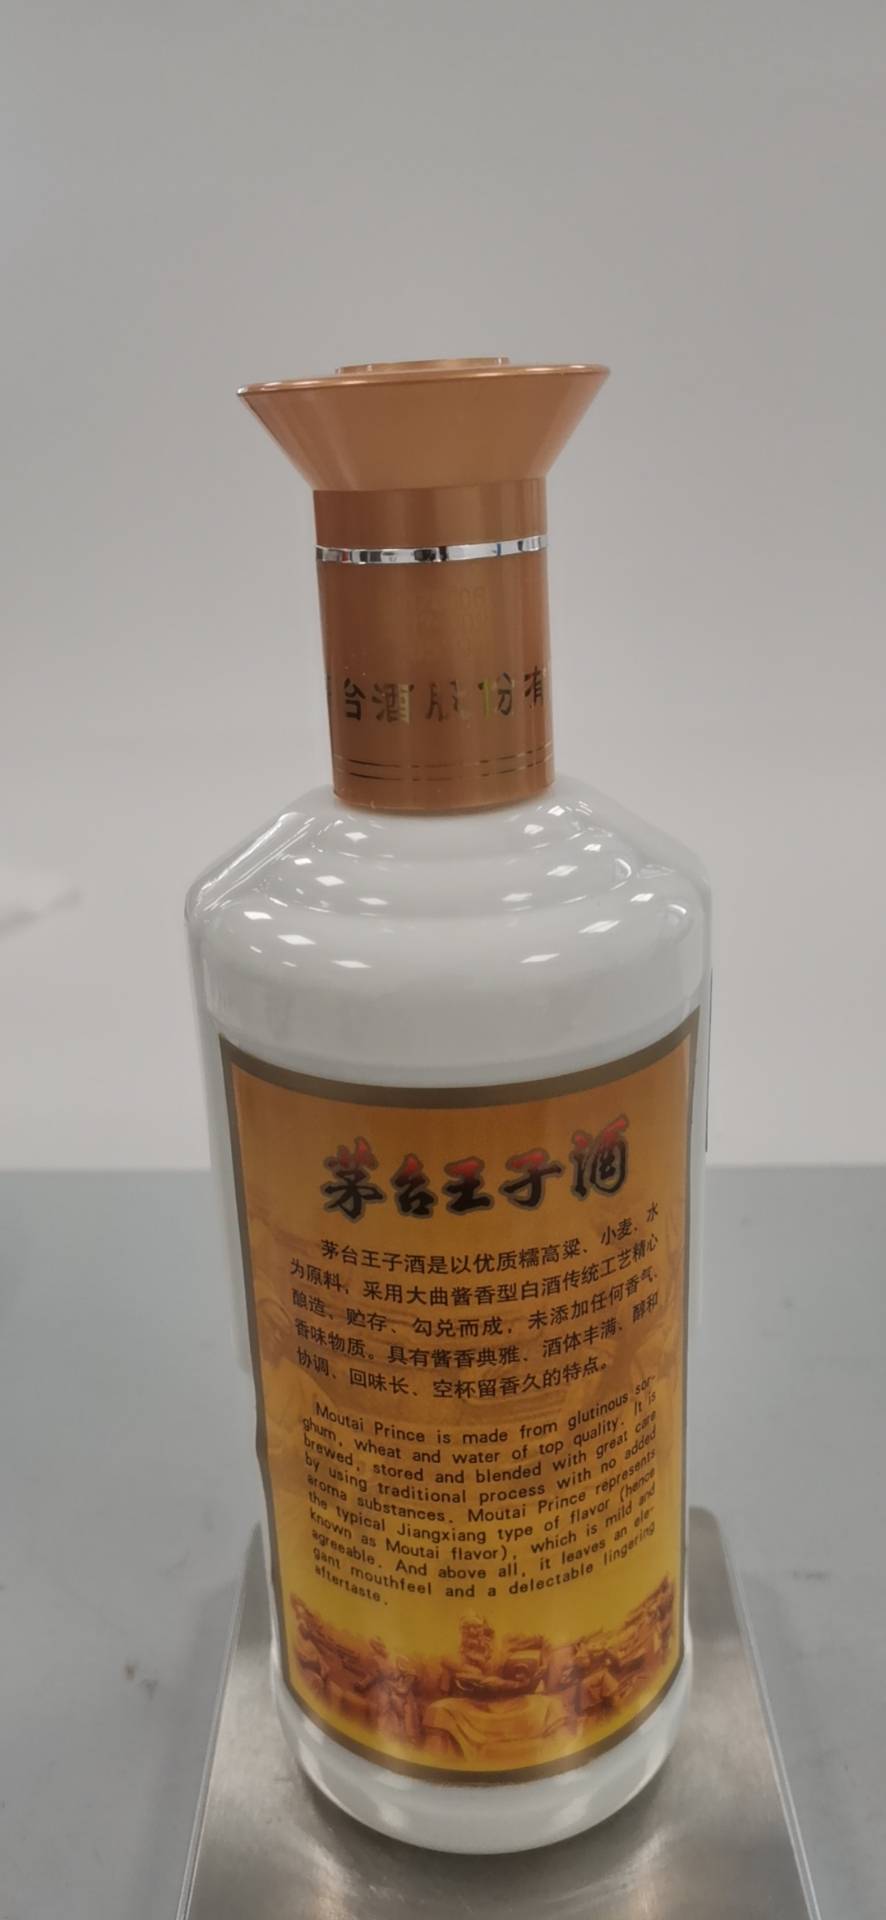 台酒股份有
茅台王子酒
茅台王子酒是以优质糯高粱、小麦、水
为原料，采用大曲酱香型白酒传统工艺精心
酿造、贮存、勾兑而成，未添加任何香气、
香味物质。具有酱香典雅、酒体丰满、醇和
协调、回味长、空杯留香久的特点。
Moutai Prince is made from glutinous sor-
ghum, wheat and water of top quality. It is
brewed, stored and blended with great care
by using traditional process with no added
aroma substances. Moutai Prince represents
the typical Jiangxiang type of flavor (hence
known as Moutai flavor), which is mild and
agreeable. And above all, it leaves an ele-
gant mouthfeel and a delectable lingering
aftertaste.